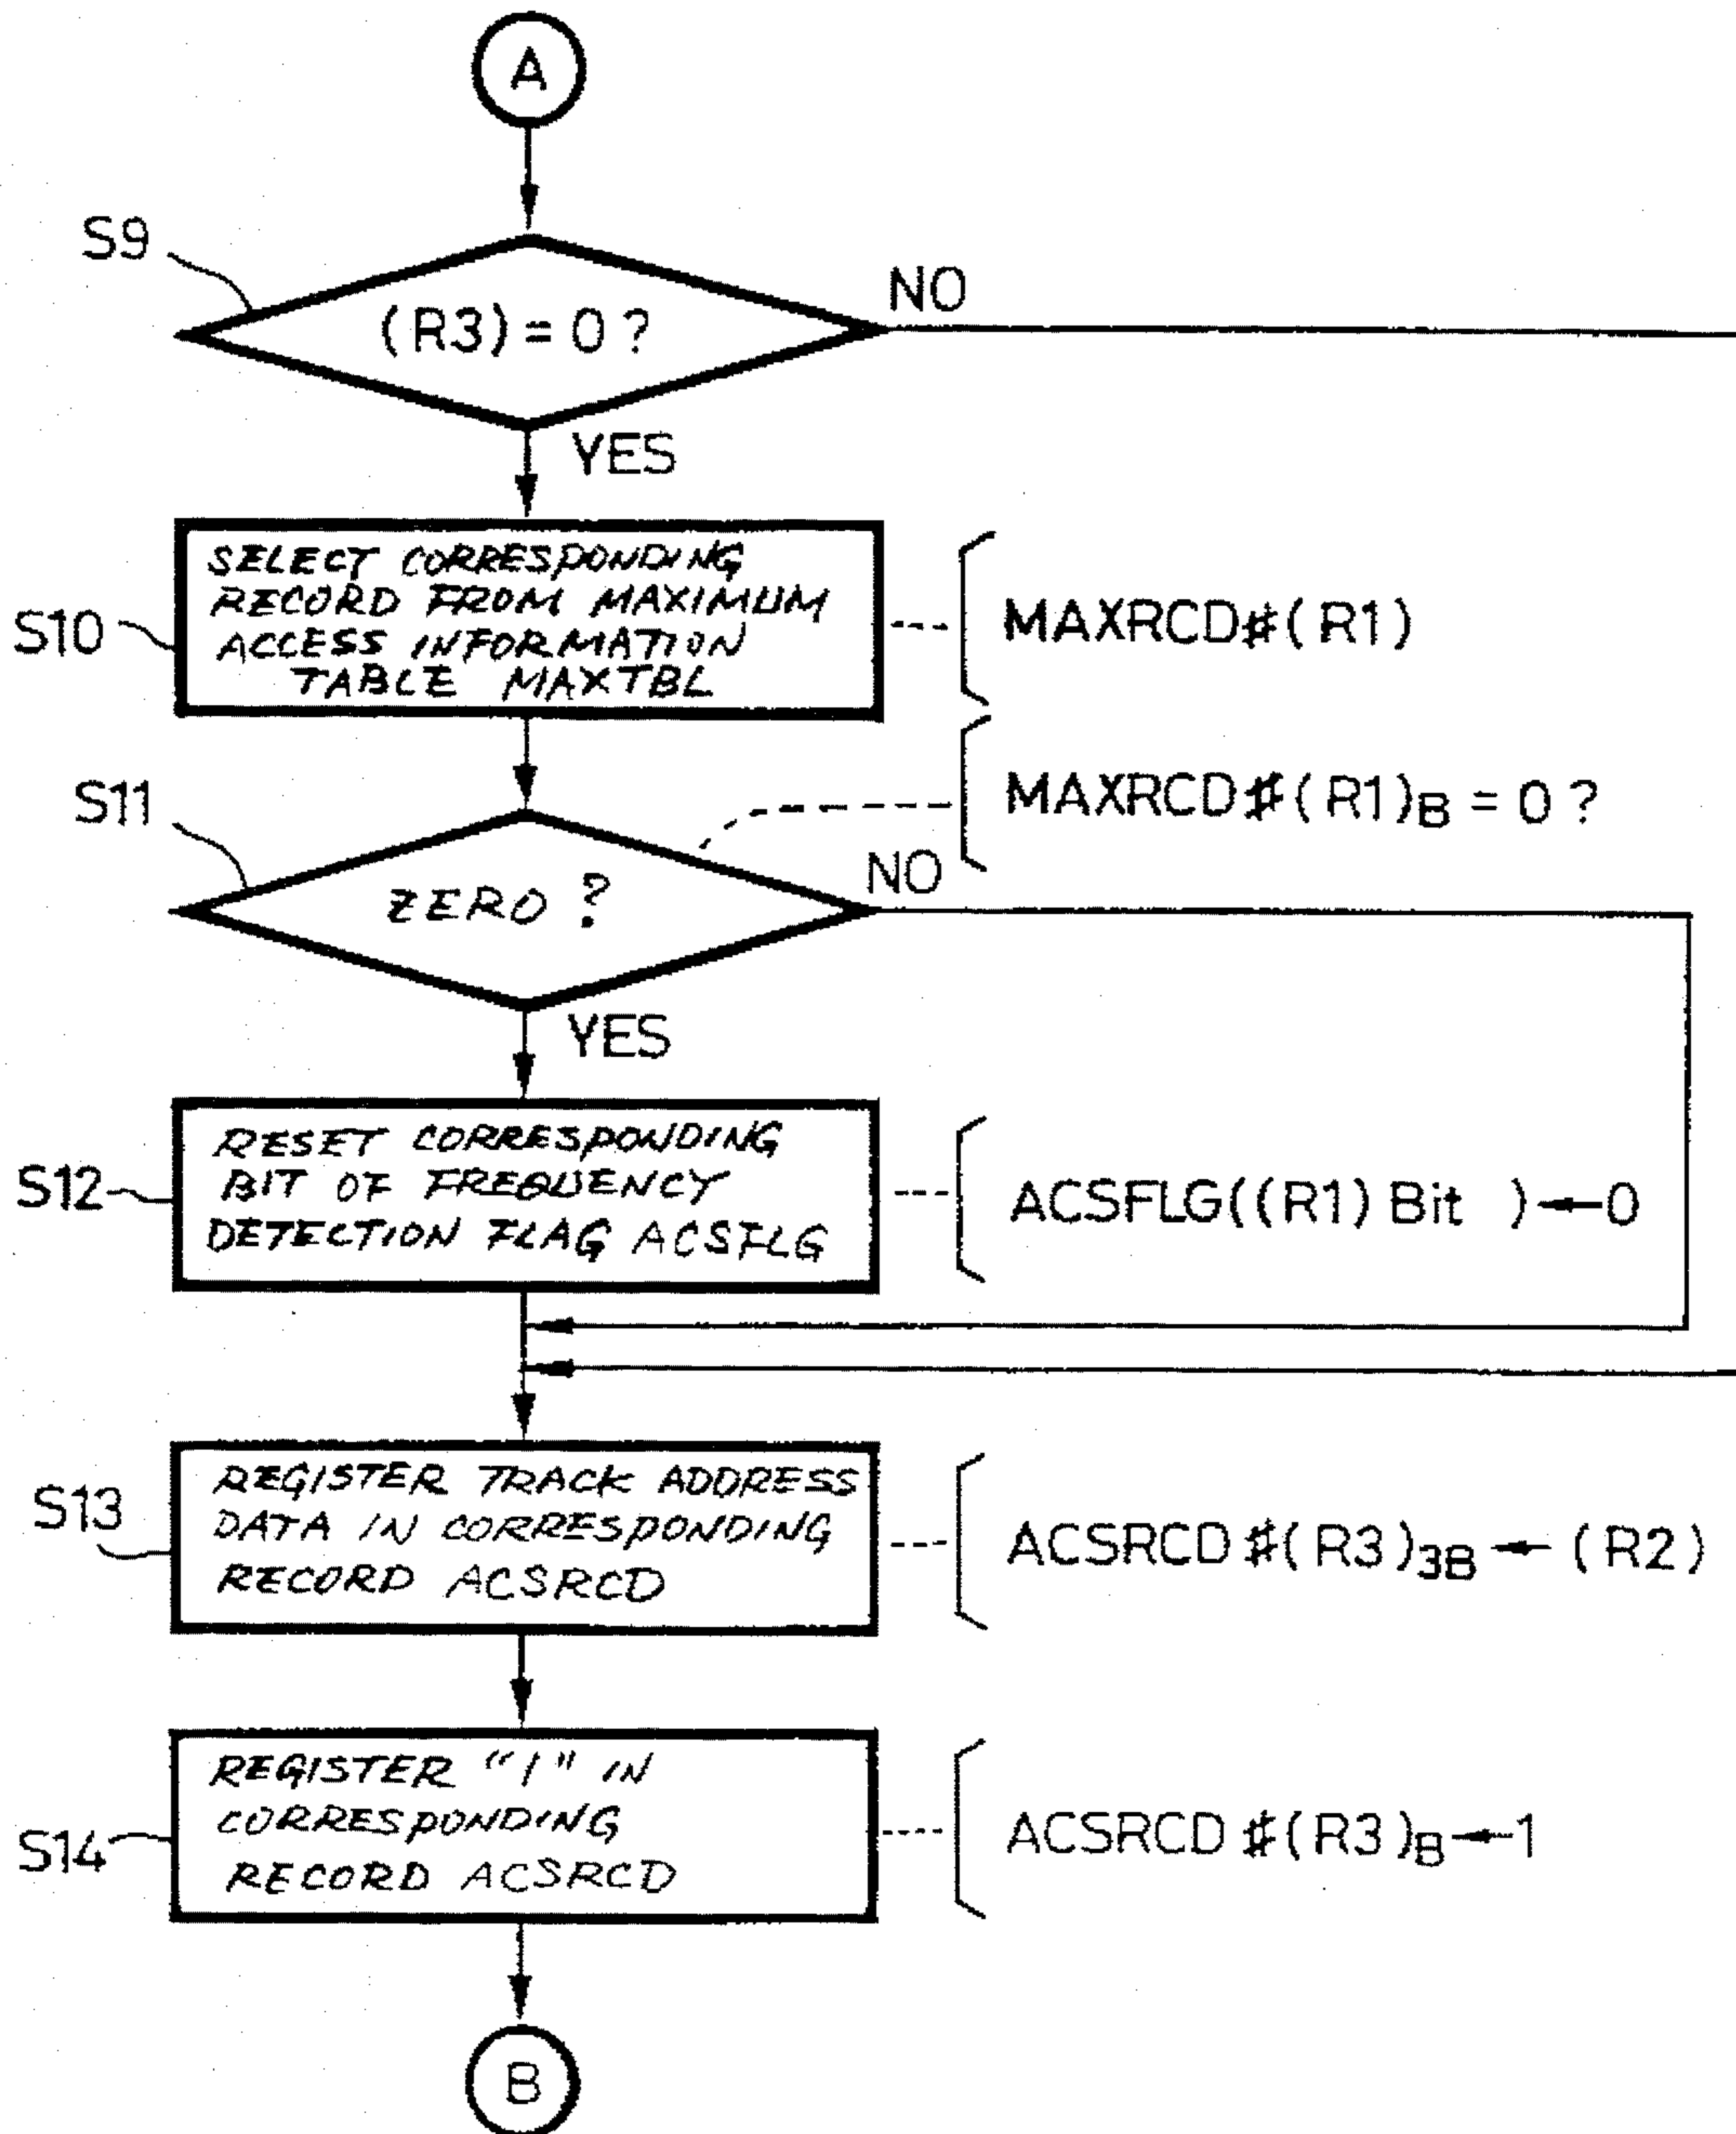 A
S9
(R3) = 0 ?
NO
YES
S10
SELECT CORRESPONDING
RECORD FROM MAXIMUM
ACCESS INFORMATION
TABLE MAXTBL
MAXRCD#(R1)
S11
ZERO ?
MAXRCD#(R1)B = 0 ?
NO
YES
S12
RESET CORRESPONDING
BIT OF FREQUENCY
DETECTION FLAG ACSFLG
ACSFLG((R1) Bit ) ← 0
S13
REGISTER TRACK ADDRESS
DATA IN CORRESPONDING
RECORD ACSRCD
ACSRCD #(R3)3B ← (R2)
S14
REGISTER "1" IN
CORRESPONDING
RECORD ACSRCD
ACSRCD #(R3)B ← 1
B